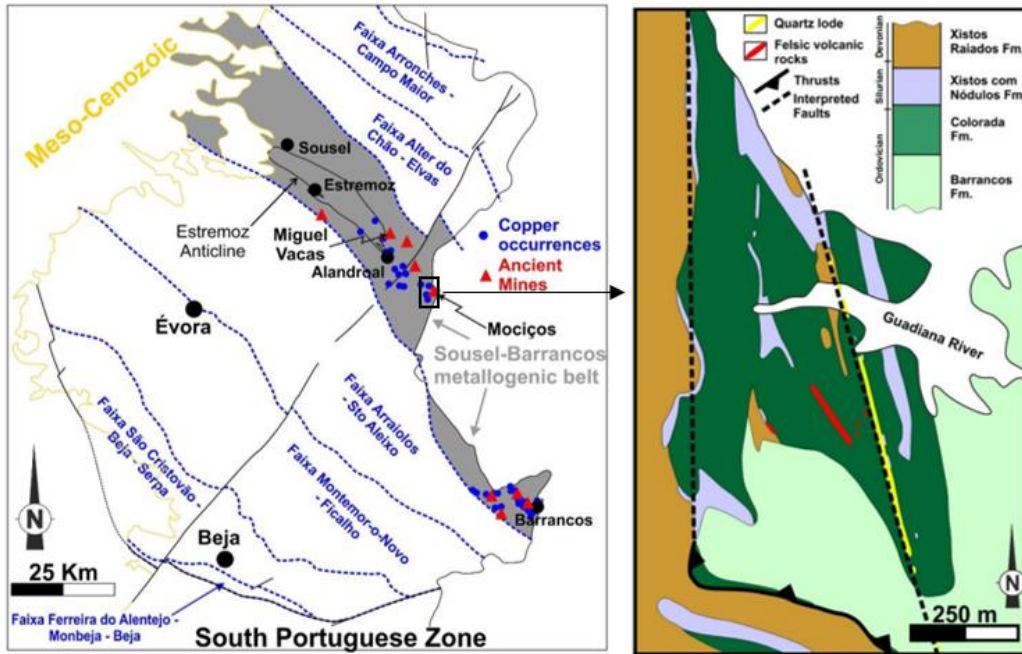 Meso-Cenozoic
Faixa Arronches -
Campo Maior
Faixa Alter do
Chão - Elvas
Sousel
Estremoz
Estremoz
Anticline
Miguel
Vacas
Alandroal
Copper
occurrences
Ancient
Mines
Mociços
Sousel-Barrancos
metallogenic belt
Évora
Faixa Arraiolos
- Sto Aleixo
Faixa São Cristovão -
Beja - Serpa
Faixa Montemor-o-Novo
- Ficalho
Barrancos
N
Beja
25 Km
Faixa Ferreira do Alentejo -
Monbeja - Beja
South Portuguese Zone
Quartz lode
Felsic volcanic
rocks
Thrusts
Interpreted
Faults
Devonian
Silurian
Ordovician
Xistos
Raiados Fm.
Xistos com
Nódulos Fm
Colorada
Fm.
Barrancos
Fm.
Guadiana River
N
250 m